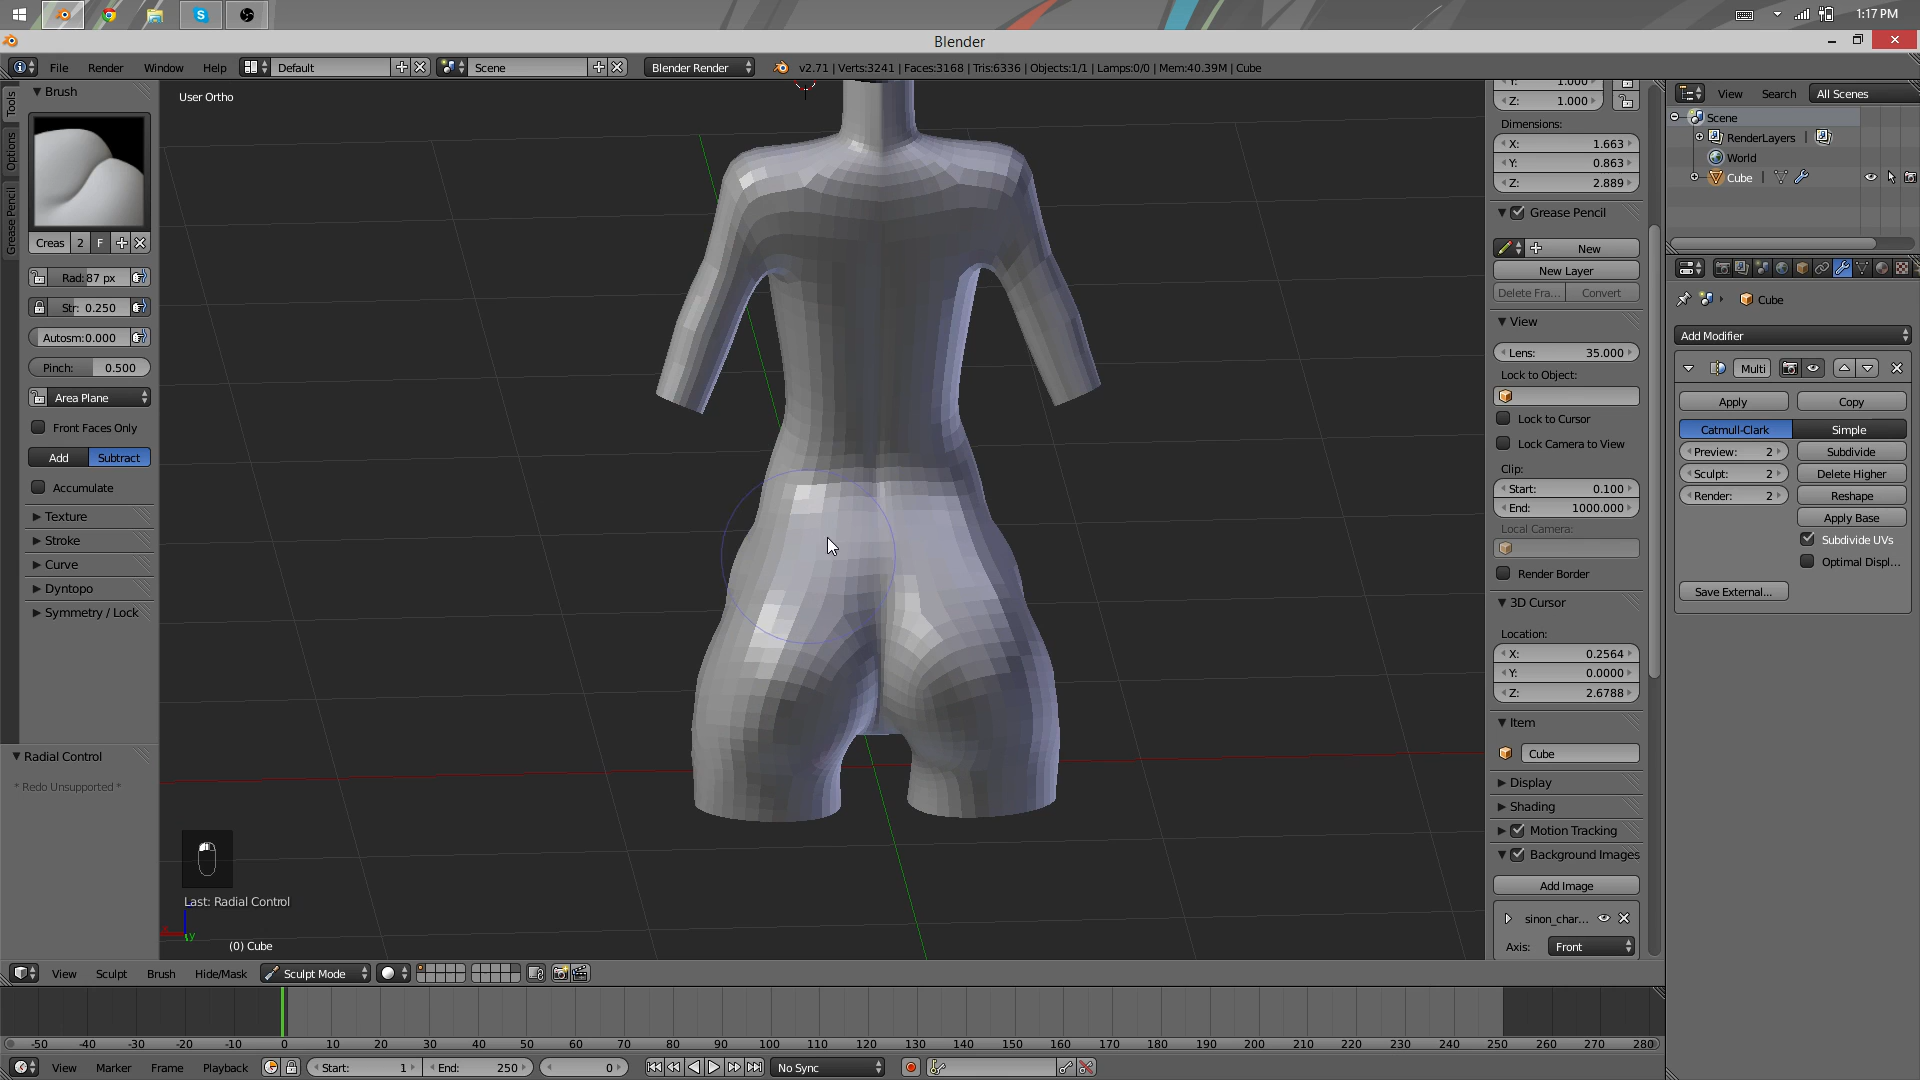 1:17 PM
Blender
File Render Window Help Default Scene Blender Render v2.71 | Verts:3241 | Faces:3168 | Tris:6336 | Objects:1/1 | Lamps:0/0 | Mem:40.39M | Cube
Tools
Options
Grease Pencil
Brush
Creas 2 F
Rad: 87 px
Str: 0.250
Autosm: 0.000
Pinch: 0.500
Area Plane
Front Faces Only
Add Subtract
Accumulate
Texture
Stroke
Curve
Dyntopo
Symmetry / Lock
Radial Control
* Redo Unsupported *
User Ortho
Last: Radial Control
y
(0) Cube
Y: 1.000
Z: 1.000
Dimensions:
X: 1.663
Y: 0.863
Z: 2.889
Grease Pencil
New
New Layer
Delete Fra... Convert
View
Lens: 35.000
Lock to Object:
Lock to Cursor
Lock Camera to View
Clip:
Start: 0.100
End: 1000.000
Local Camera:
Render Border
3D Cursor
Location:
X: 0.2564
Y: 0.0000
Z: 2.6788
Item
Cube
Display
Shading
Motion Tracking
Background Images
Add Image
sinon_char...
Axis: Front
View Search All Scenes
Scene
RenderLayers |
World
Cube |
Cube
Add Modifier
Multi
Apply Copy
Catmull-Clark Simple
Preview: 2 Subdivide
Sculpt: 2 Delete Higher
Render: 2 Reshape
Apply Base
Subdivide UVs
Optimal Displ...
Save External...
View Sculpt Brush Hide/Mask Sculpt Mode
-50 -40 -30 -20 -10 0 10 20 30 40 50 60 70 80 90 100 110 120 130 140 150 160 170 180 190 200 210 220 230 240 250 260 270 280
View Marker Frame Playback Start: 1 End: 250 0 No Sync